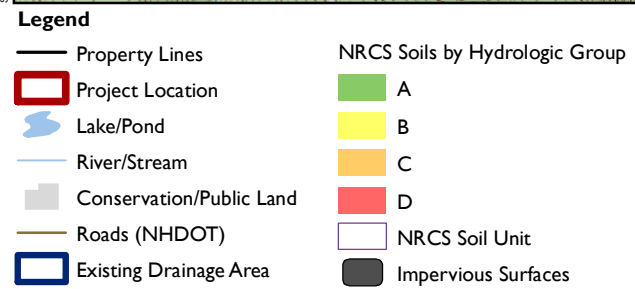 Legend
Property Lines
Project Location
Lake/Pond
River/Stream
Conservation/Public Land
Roads (NHDOT)
Existing Drainage Area
NRCS Soils by Hydrologic Group
A
B
C
D
NRCS Soil Unit
Impervious Surfaces